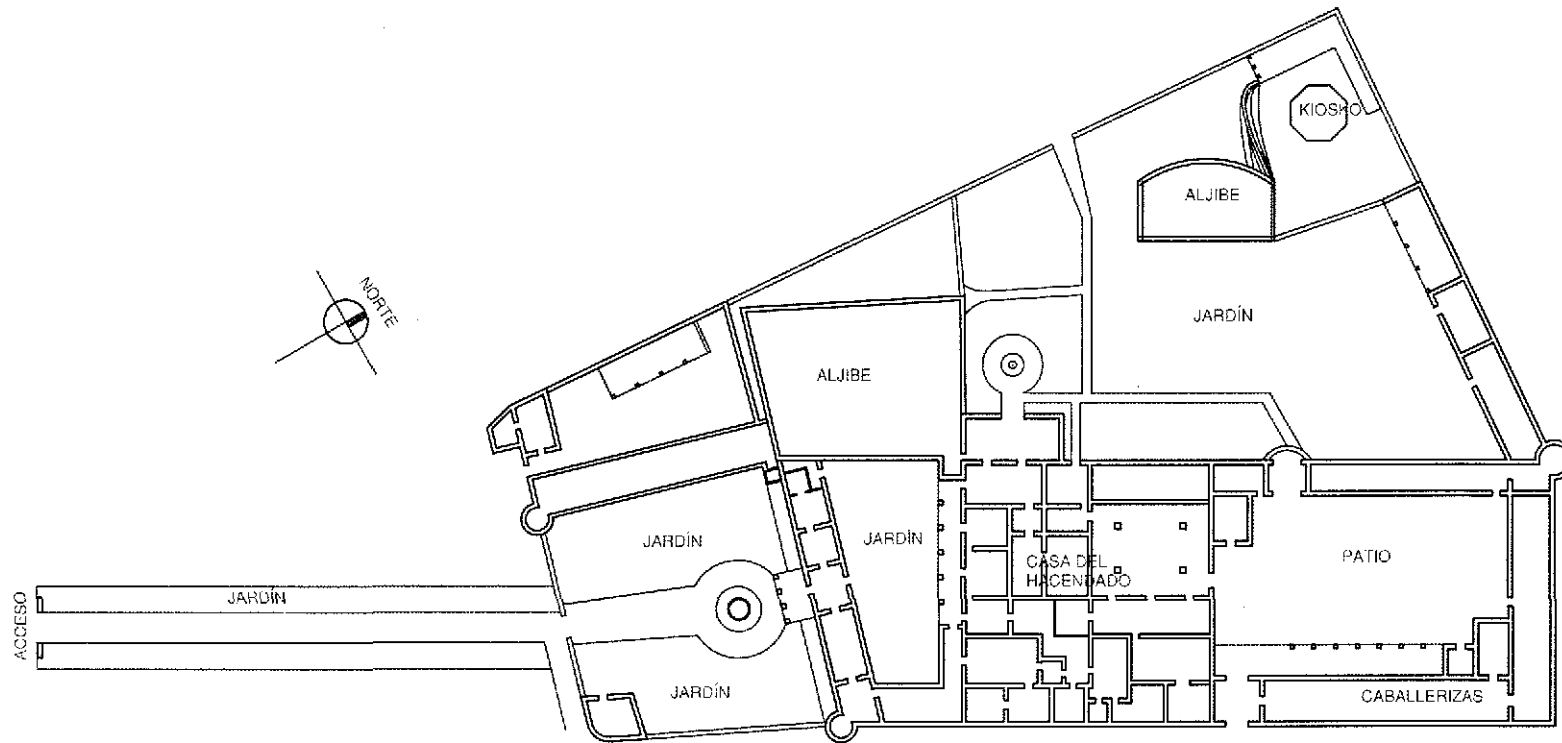 KIOSKO
ALJIBE
NORTE
JARDÍN
ALJIBE
JARDÍN
JARDÍN
PATIO
CASA DEL
HACENDADO
JARDÍN
ACCESO
JARDÍN
CABALLERIZAS